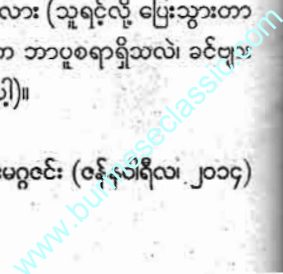 လား (သူရင့်လို့ ပြေးသွားတာ
ဘာပူစရာရှိသလဲ၊ ခင်ဗျာ
မဂ္ဂဇင်း (ဇန်နဝါရီလ၊ ၂၀၁၄)
www.burmeseclassic.com